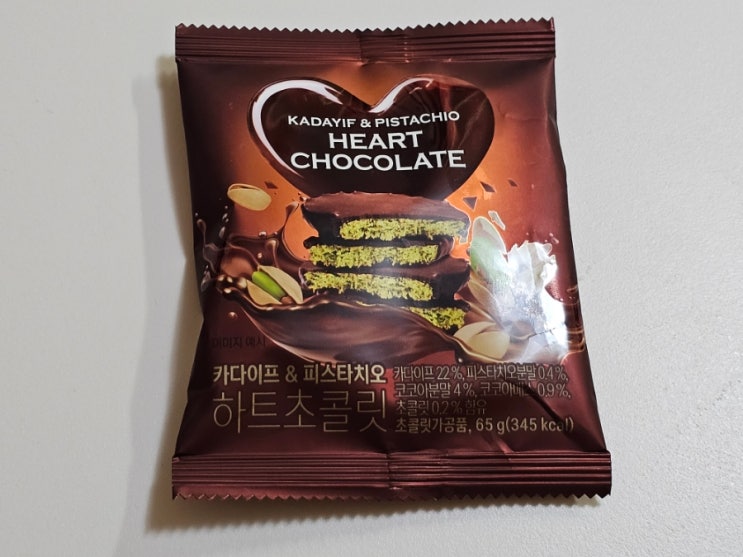 KADAYIF & PISTACHIO
HEART
CHOCOLATE
이미지 예시
카다이프 & 피스타치오
하트초콜릿
카다이프 22%, 피스타치오분말 0.4%,
코코아분말 4%, 코코아매스 0.9%,
초콜릿 0.2% 함유
초콜릿가공품, 65 g(345 kcal)